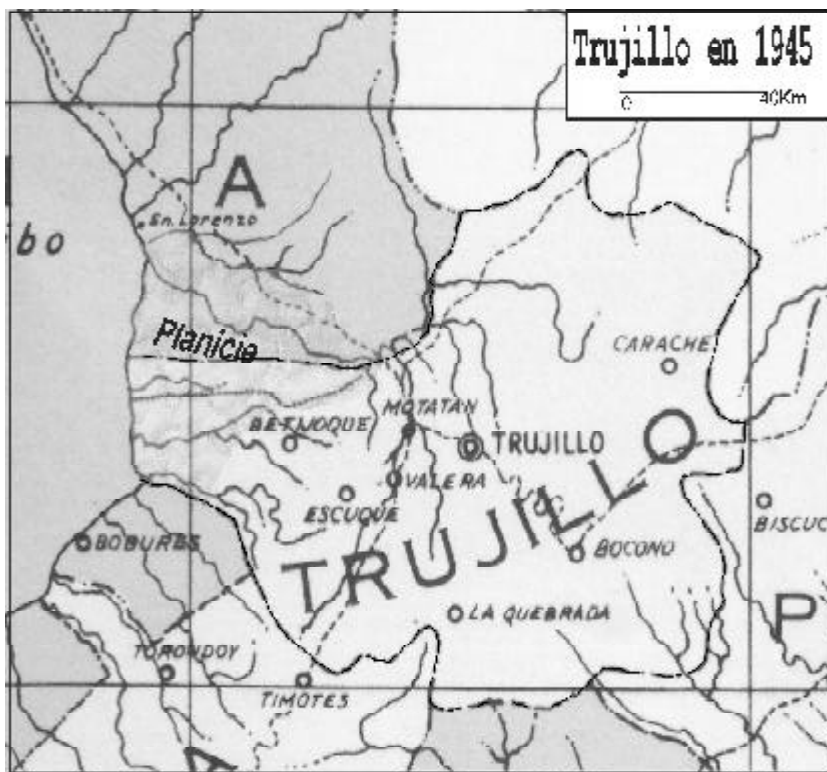 Trujillo en 1945
0 40Km
A
Sn. Lorenzo
ibo
Planicie
CARACHE
MOTATAN
BETIJOQUE
TRUJILLO
VALERA
ESCUQUE
BISCUC
BOBURES
BOCONO
TRUJILLO
LA QUEBRADA
P
TORONDOY
TIMOTES
A